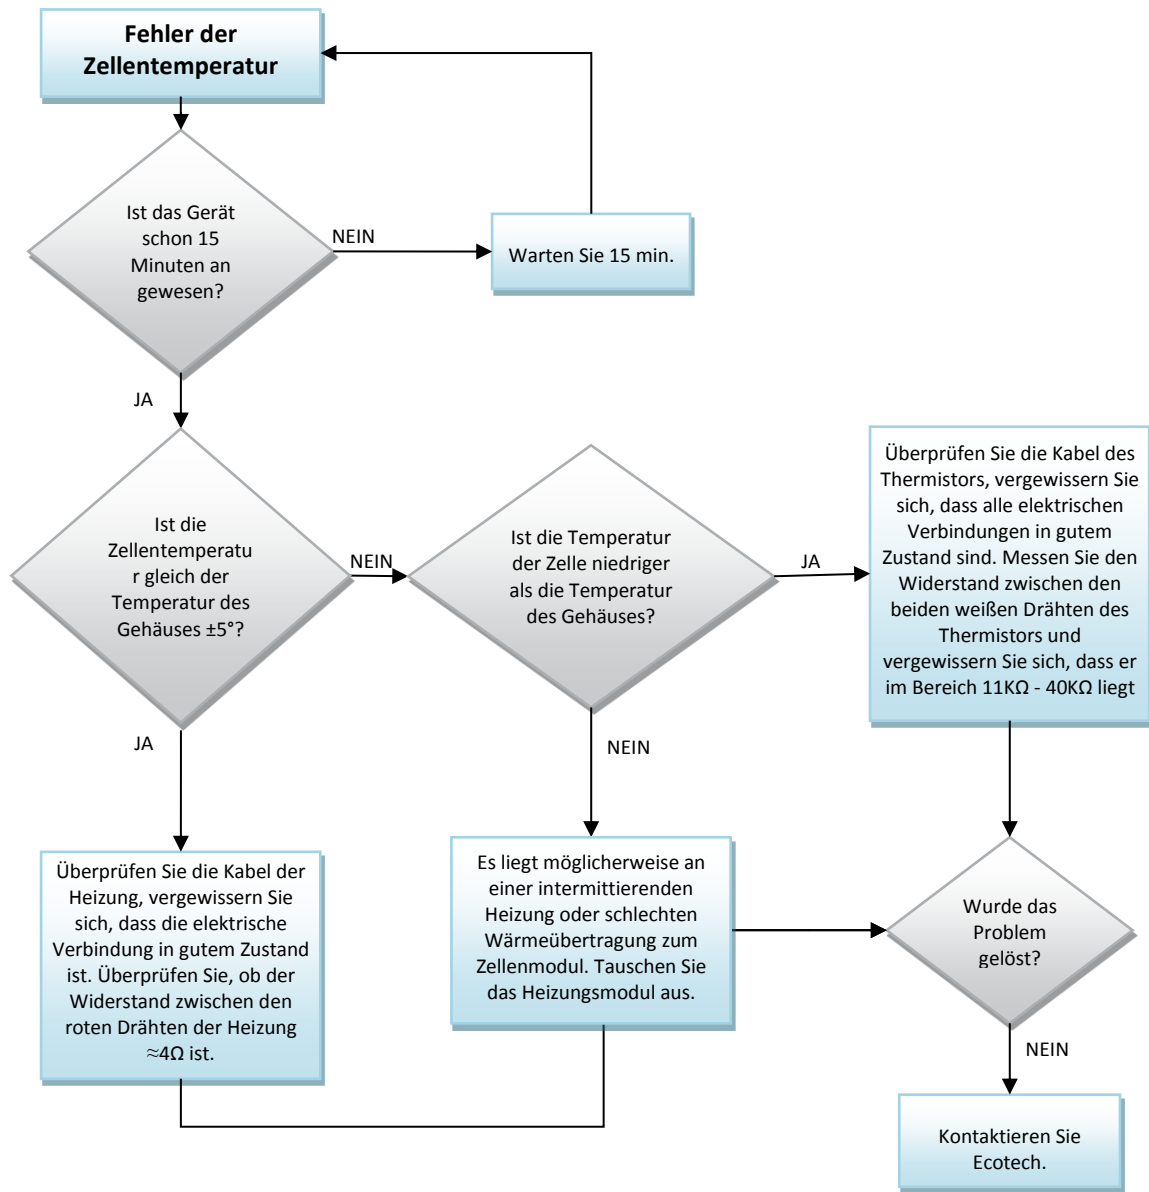 Fehler der
Zellentemperatur
Ist das Gerät
schon 15
Minuten an
gewesen?
NEIN
Warten Sie 15 min.
JA
Ist die
Zellentemperatu
r gleich der
Temperatur des
Gehäuses ±5°?
NEIN
Ist die Temperatur
der Zelle niedriger
als die Temperatur
des Gehäuses?
JA
Überprüfen Sie die Kabel des
Thermistors, vergewissern Sie
sich, dass alle elektrischen
Verbindungen in gutem
Zustand sind. Messen Sie den
Widerstand zwischen den
beiden weißen Drähten des
Thermistors und
vergewissern Sie sich, dass er
im Bereich 11KΩ - 40KΩ liegt
JA
NEIN
Überprüfen Sie die Kabel der
Heizung, vergewissern Sie
sich, dass die elektrische
Verbindung in gutem Zustand
ist. Überprüfen Sie, ob der
Widerstand zwischen den
roten Drähten der Heizung
≈4Ω ist.
Es liegt möglicherweise an
einer intermittierenden
Heizung oder schlechten
Wärmeübertragung zum
Zellenmodul. Tauschen Sie
das Heizungsmodul aus.
Wurde das
Problem
gelöst?
NEIN
Kontaktieren Sie
Ecotech.